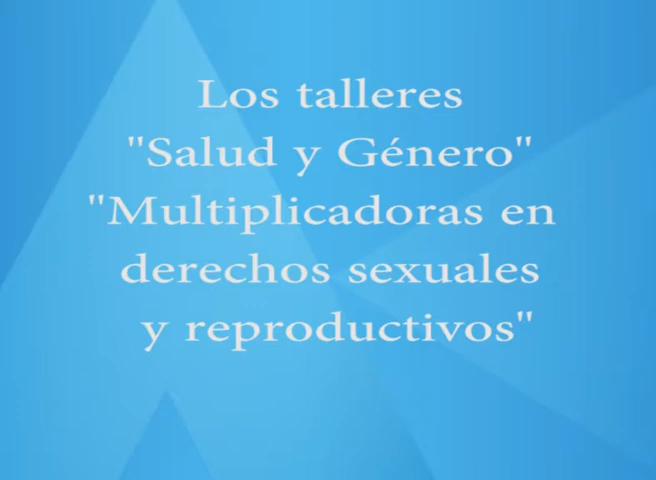 Los talleres
"Salud y Género"
"Multiplicadoras en
derechos sexuales
y reproductivos"